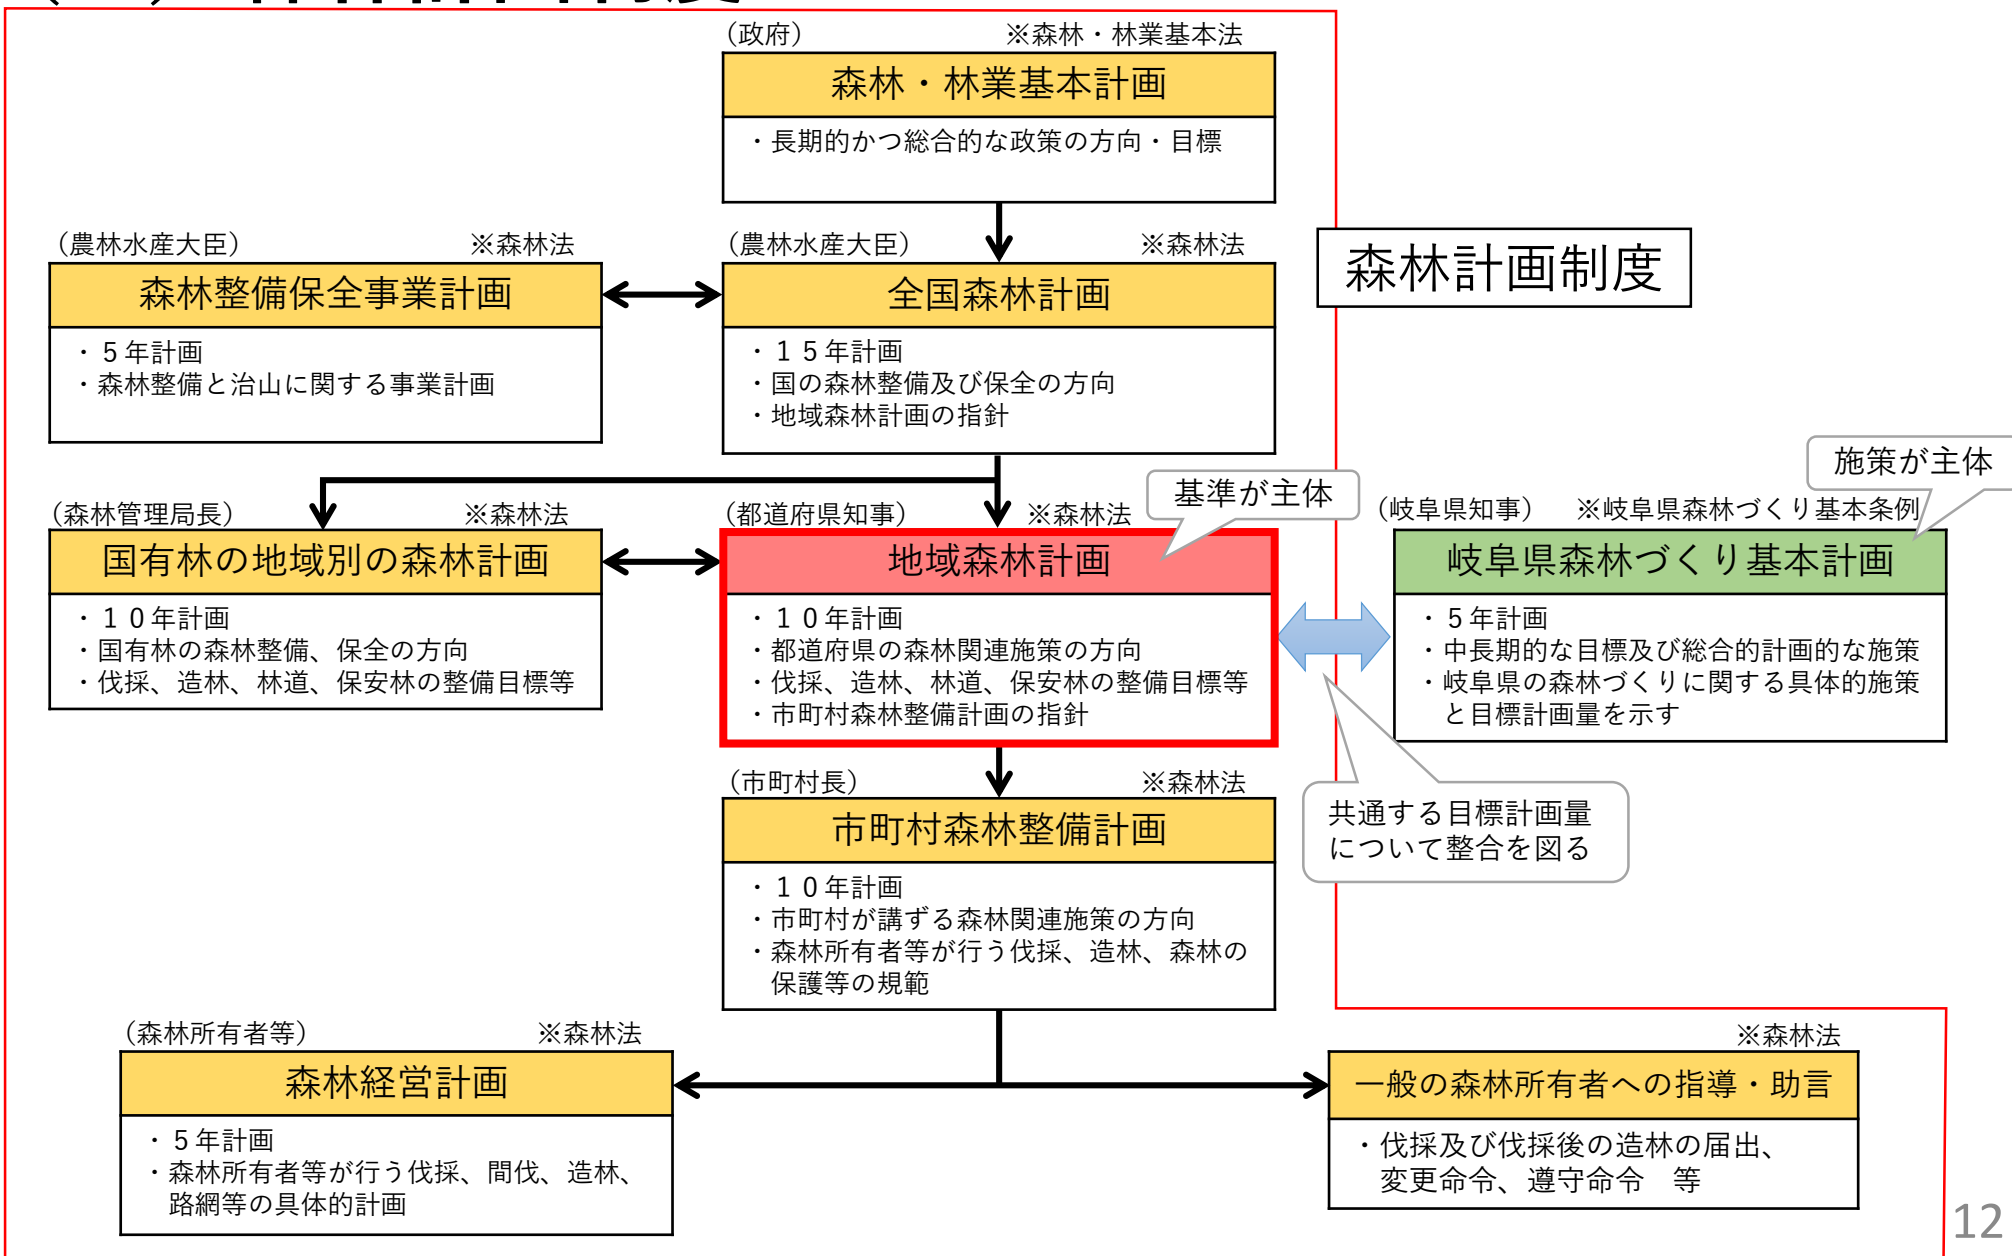 （政府）　※森林・林業基本法
森林・林業基本計画
・長期的かつ総合的な政策の方向・目標
（農林水産大臣）　※森林法
森林整備保全事業計画
・５年計画
・森林整備と治山に関する事業計画
（農林水産大臣）　※森林法
全国森林計画
・１５年計画
・国の森林整備及び保全の方向
・地域森林計画の指針
森林計画制度
（森林管理局長）　※森林法
国有林の地域別の森林計画
・１０年計画
・国有林の森林整備、保全の方向
・伐採、造林、林道、保安林の整備目標等
（都道府県知事）　※森林法
基準が主体
地域森林計画
・１０年計画
・都道府県の森林関連施策の方向
・伐採、造林、林道、保安林の整備目標等
・市町村森林整備計画の指針
施策が主体
（岐阜県知事）　※岐阜県森林づくり基本条例
岐阜県森林づくり基本計画
・５年計画
・中長期的な目標及び総合的計画的な施策
・岐阜県の森林づくりに関する具体的施策
と目標計画量を示す
共通する目標計画量
について整合を図る
（市町村長）　※森林法
市町村森林整備計画
・１０年計画
・市町村が講ずる森林関連施策の方向
・森林所有者等が行う伐採、造林、森林の
保護等の規範
（森林所有者等）　※森林法
森林経営計画
・５年計画
・森林所有者等が行う伐採、間伐、造林、
路網等の具体的計画
※森林法
一般の森林所有者への指導・助言
・伐採及び伐採後の造林の届出、
変更命令、遵守命令　等
12